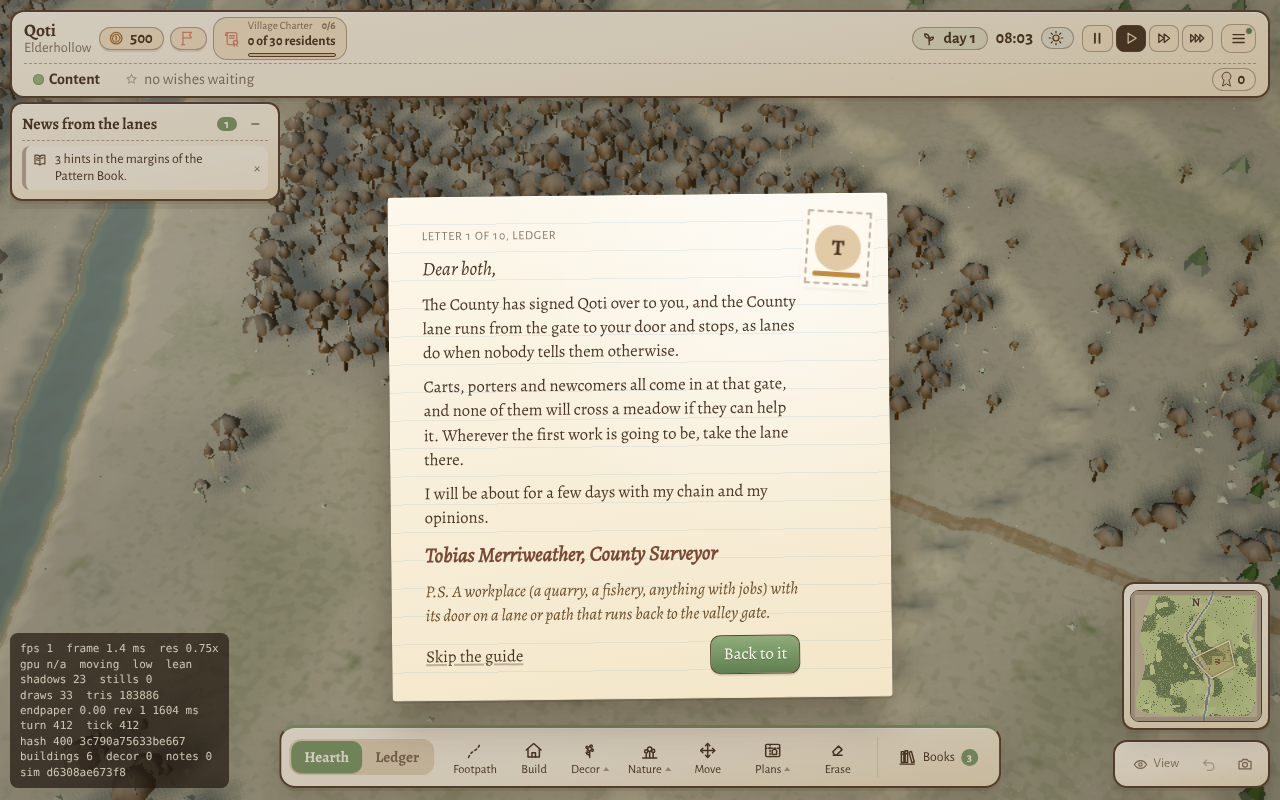 Qoti
Elderhollow
500
Village Charter 0/6
0 of 30 residents
day 1
08:03
Content
no wishes waiting
0
News from the lanes
1
3 hints in the margins of the
Pattern Book.
LETTER 1 OF 10, LEDGER
T
Dear both,
The County has signed Qoti over to you, and the County
lane runs from the gate to your door and stops, as lanes
do when nobody tells them otherwise.
Carts, porters and newcomers all come in at that gate,
and none of them will cross a meadow if they can help
it. Wherever the first work is going to be, take the lane
there.
I will be about for a few days with my chain and my
opinions.
Tobias Merriweather, County Surveyor
P.S. A workplace (a quarry, a fishery, anything with jobs) with
its door on a lane or path that runs back to the valley gate.
Skip the guide
Back to it
fps 1 frame 1.4 ms res 0.75x
gpu n/a moving low lean
shadows 23 stills 0
draws 33 tris 183886
endpaper 0.00 rev 1 1604 ms
turn 412 tick 412
hash 400 3c790a75633be667
buildings 6 decor 0 notes 0
sim d6308ae673f8
Hearth
Ledger
Footpath
Build
Decor
Nature
Move
Plans
Erase
Books
3
N
View